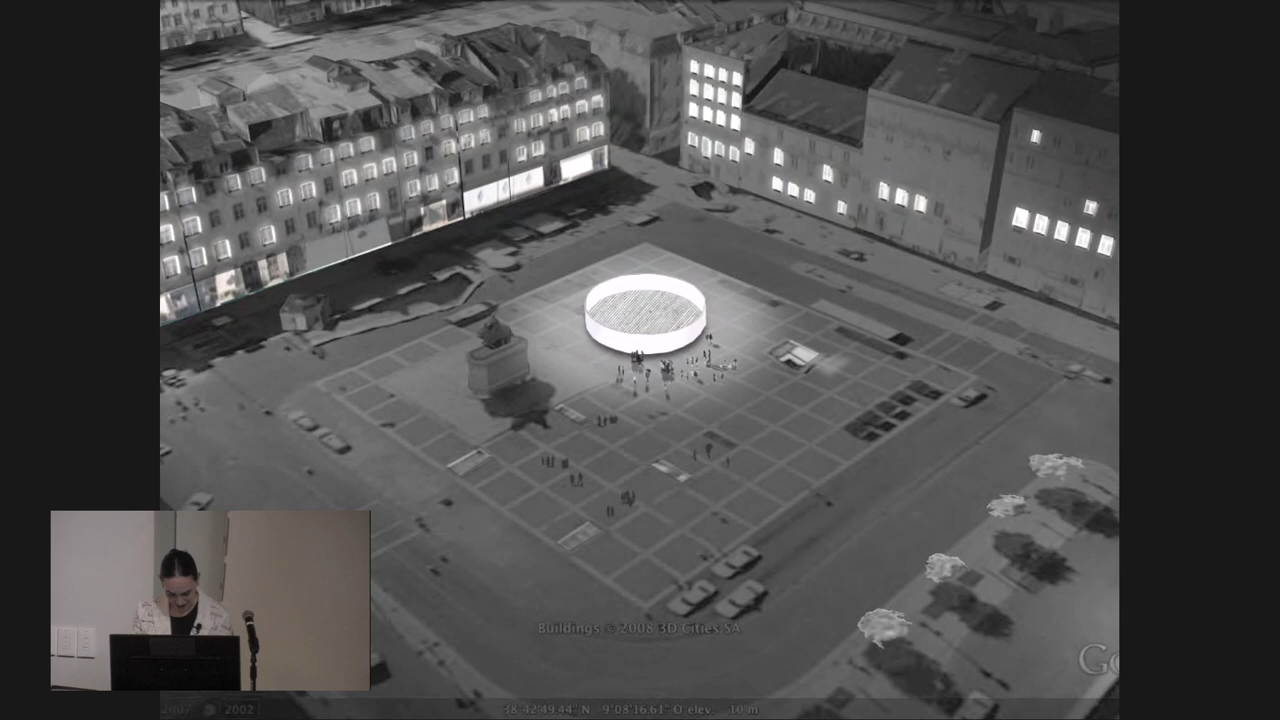 Buildings © 2008 3D Cities SA
Go
2007 2002 38°42'49.44" N 9°08'16.61" O elev: 10 m